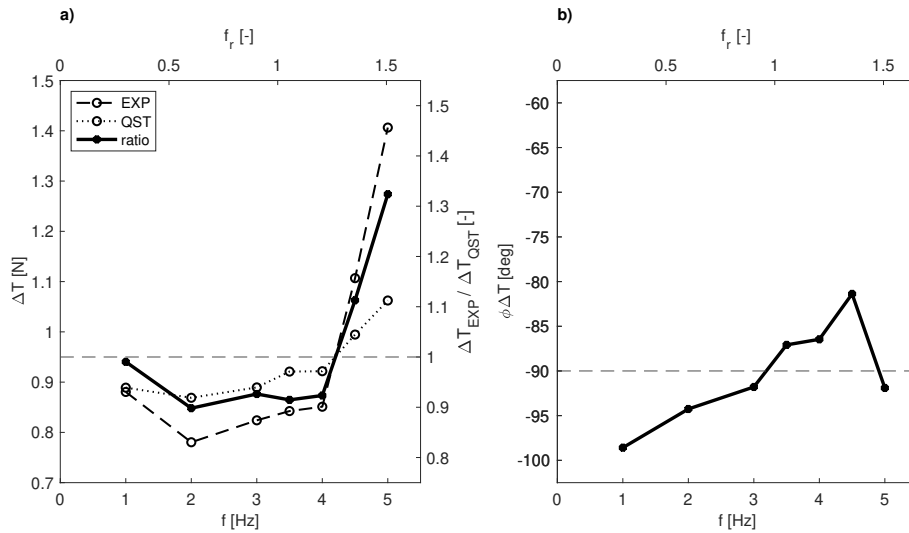 a)
f_r [-]
0 0.5 1 1.5
1.5
1.4
1.3
1.2
1.1
1
0.9
0.8
0.7
ΔT [N]
EXP
QST
ratio
1.5
1.4
1.3
1.2
1.1
1
0.9
0.8
ΔT_EXP / ΔT_QST [-]
0 1 2 3 4 5
f [Hz]
b)
f_r [-]
0 0.5 1 1.5
-60
-65
-70
-75
-80
-85
-90
-95
-100
ϕΔT [deg]
0 1 2 3 4 5
f [Hz]